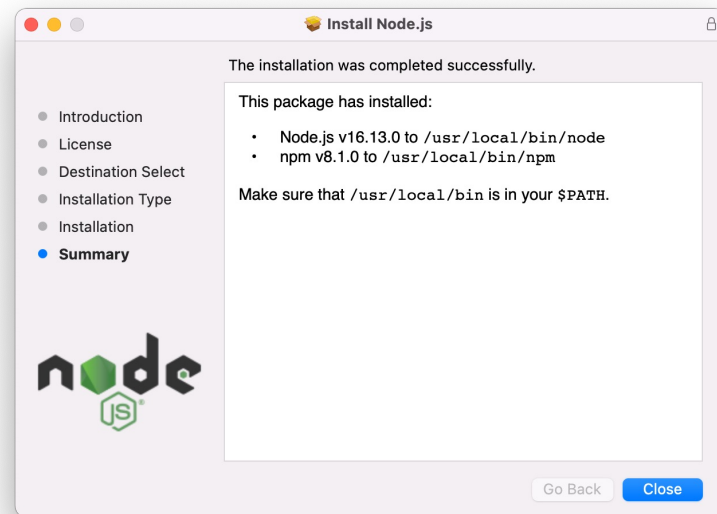 Install Node.js
The installation was completed successfully.
Introduction
License
Destination Select
Installation Type
Installation
Summary
This package has installed:
• Node.js v16.13.0 to /usr/local/bin/node
• npm v8.1.0 to /usr/local/bin/npm
Make sure that /usr/local/bin is in your $PATH.
node
JS®
Go Back
Close